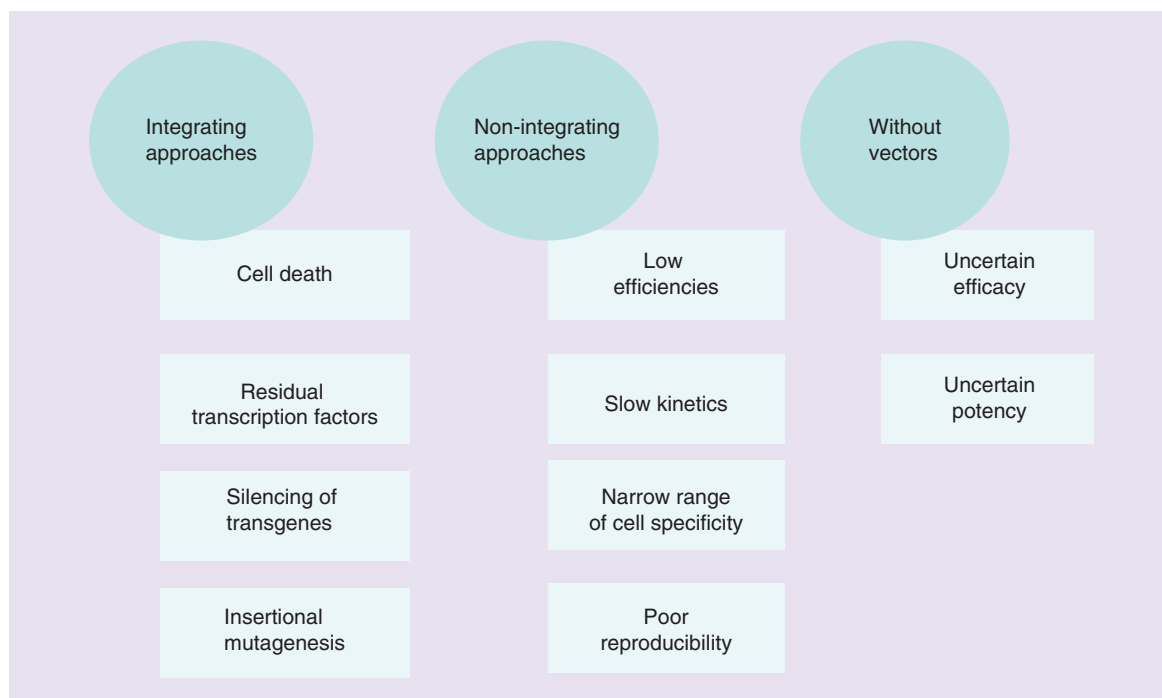 Integrating
approaches
Cell death
Residual
transcription factors
Silencing of
transgenes
Insertional
mutagenesis
Non-integrating
approaches
Low
efficiencies
Slow kinetics
Narrow range
of cell specificity
Poor
reproducibility
Without
vectors
Uncertain
efficacy
Uncertain
potency